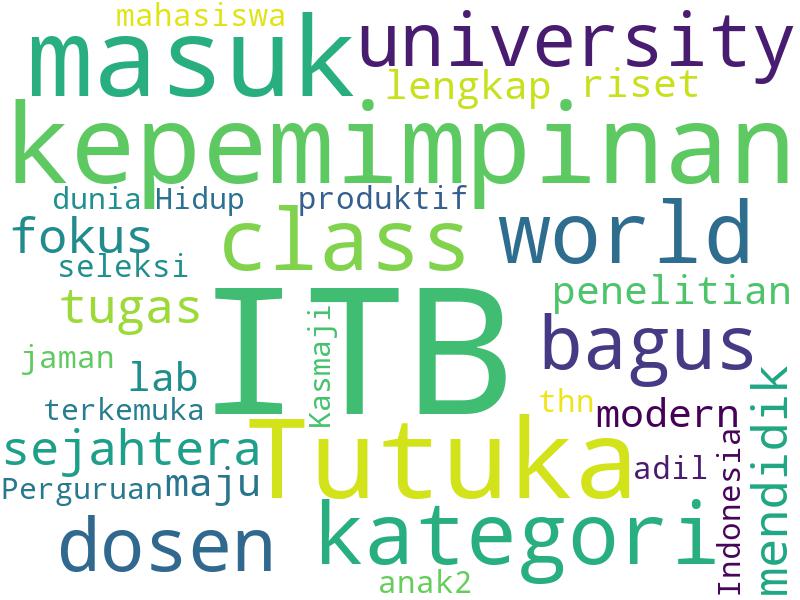 mahasiswa
masuk
university
lengkap
riset
kepemimpinan
dunia
Hidup
produktif
fokus
class
world
seleksi
penelitian
tugas
ITB
Kasmaji
bagus
jaman
lab
terkemuka
thn
modern
mendidik
sejahtera
Tutuka
adil
Indonesia
Perguruan
maju
dosen
kategori
anak2